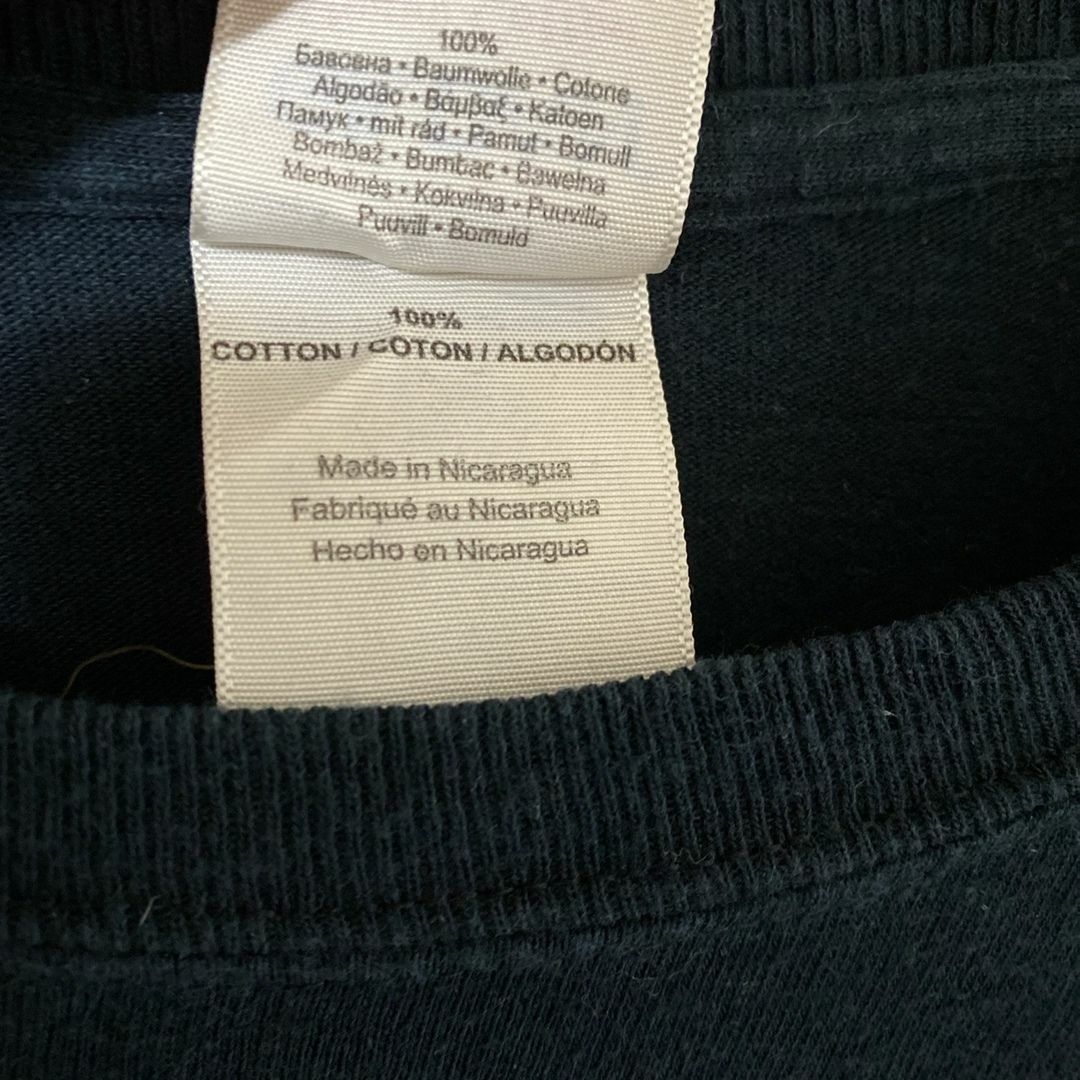 100%
Бавовна • Baumwolle • Cotone
Algodão • Βάμβαξ • Katoen
Памук • mit rád • Pamut • Bomull
Bombaž • Bumbac • Bawełna
Medvilnės • Kokvilna • Puuvilla
Puuvill • Bomuld
100%
COTTON / COTON / ALGODÓN
Made in Nicaragua
Fabriqué au Nicaragua
Hecho en Nicaragua